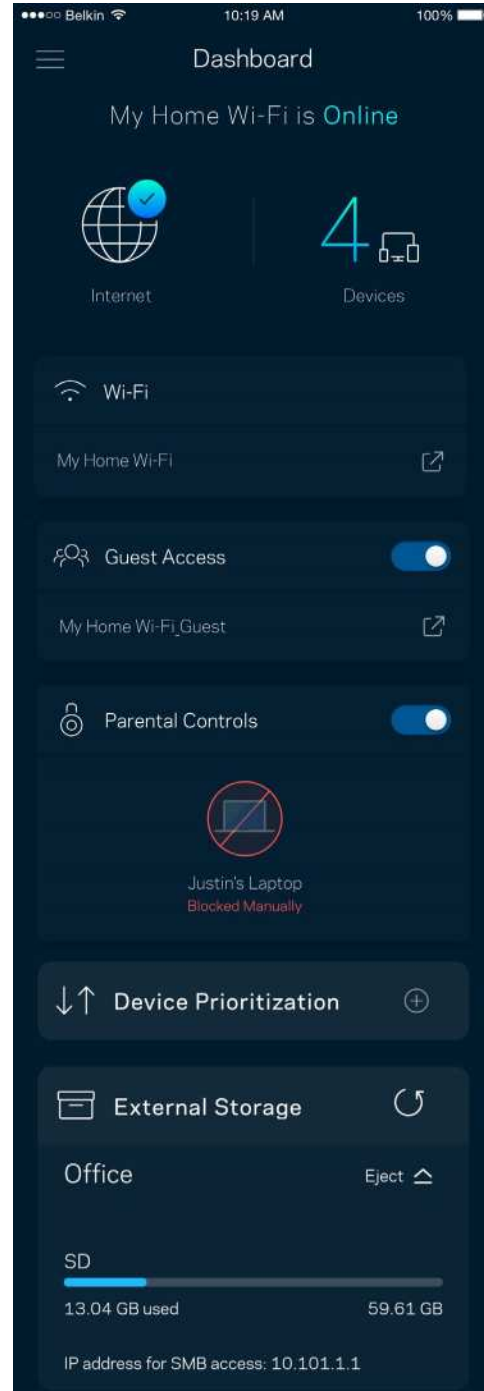 Belkin 10:19 AM 100%
Dashboard
My Home Wi-Fi is Online
4
Internet Devices
Wi-Fi
My Home Wi-Fi
Guest Access
My Home Wi-Fi_Guest
Parental Controls
Justin's Laptop
Blocked Manually
Device Prioritization
External Storage
Office Eject
SD
13.04 GB used 59.61 GB
IP address for SMB access: 10.101.1.1